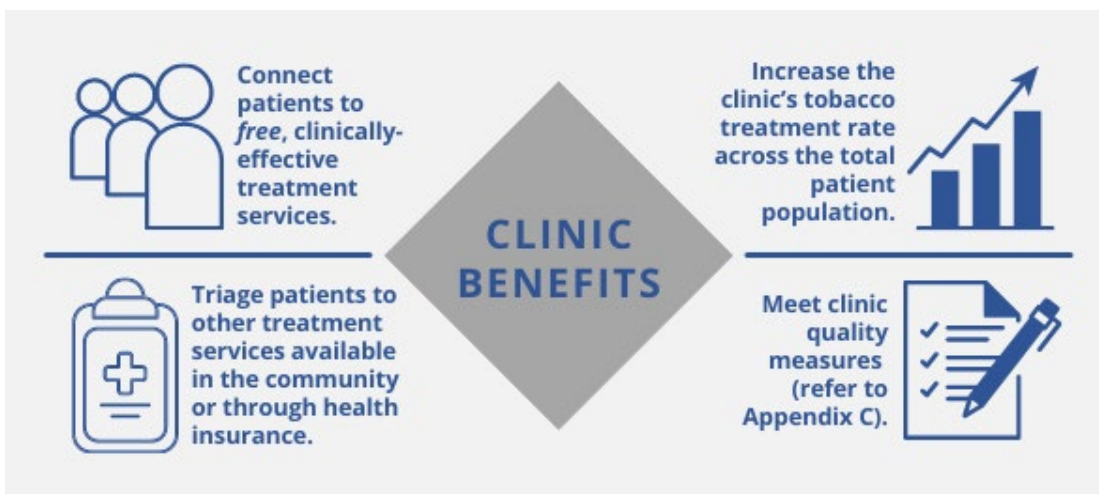 Connect
patients to
free, clinically-
effective
treatment
services.
Increase the
clinic's tobacco
treatment rate
across the total
patient
population.
CLINIC
BENEFITS
Triage patients to
other treatment
services available
in the community
or through health
insurance.
Meet clinic
quality
measures
(refer to
Appendix C).